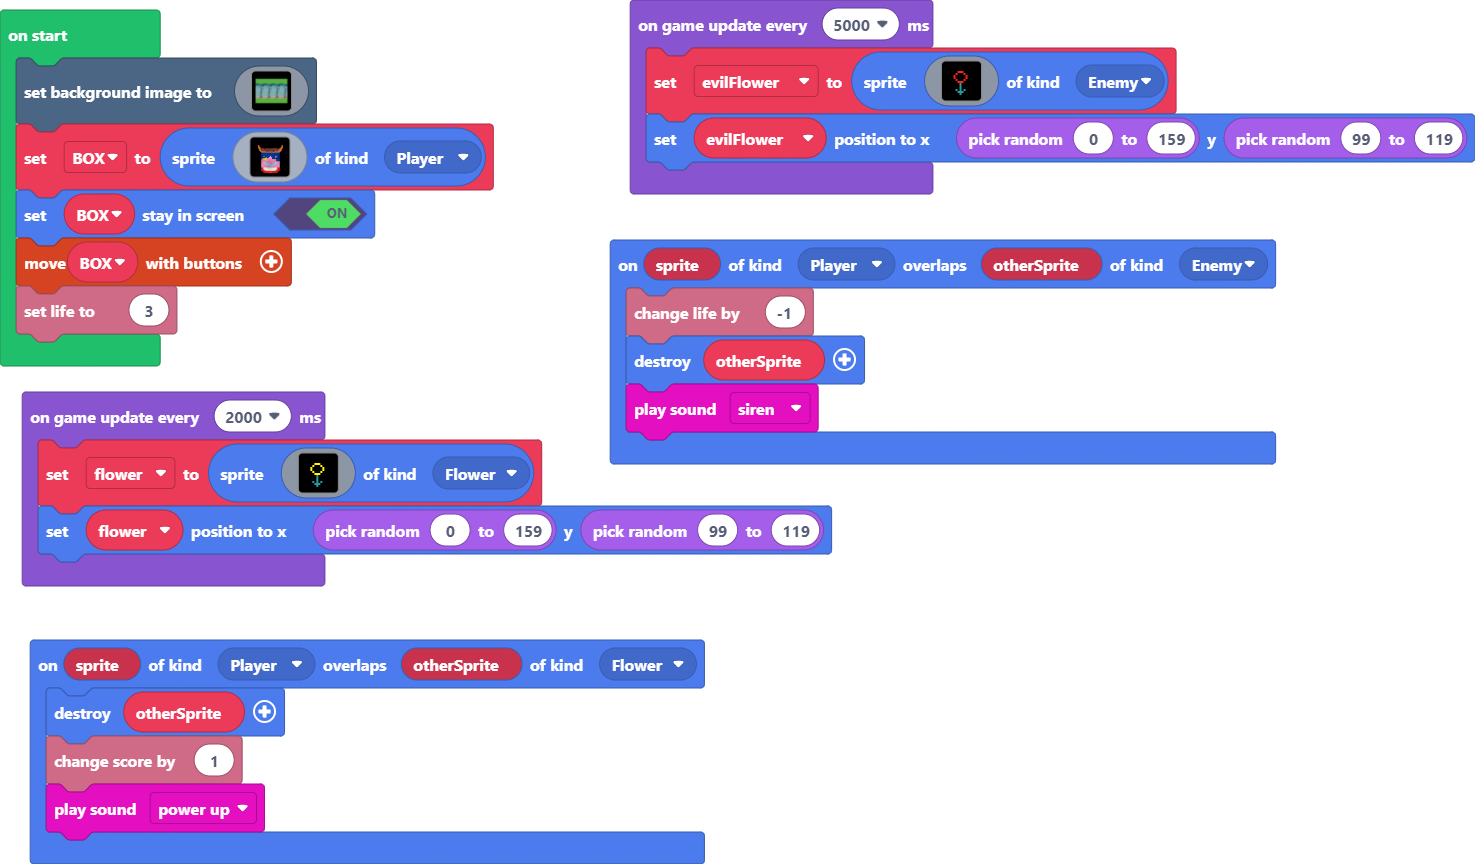 on start
set background image to
set BOX to sprite of kind Player
set BOX stay in screen ON
move BOX with buttons
set life to 3
on game update every 5000 ms
set evilFlower to sprite of kind Enemy
set evilFlower position to x pick random 0 to 159 y pick random 99 to 119
on sprite of kind Player overlaps otherSprite of kind Enemy
change life by -1
destroy otherSprite
play sound siren
on game update every 2000 ms
set flower to sprite of kind Flower
set flower position to x pick random 0 to 159 y pick random 99 to 119
on sprite of kind Player overlaps otherSprite of kind Flower
destroy otherSprite
change score by 1
play sound power up